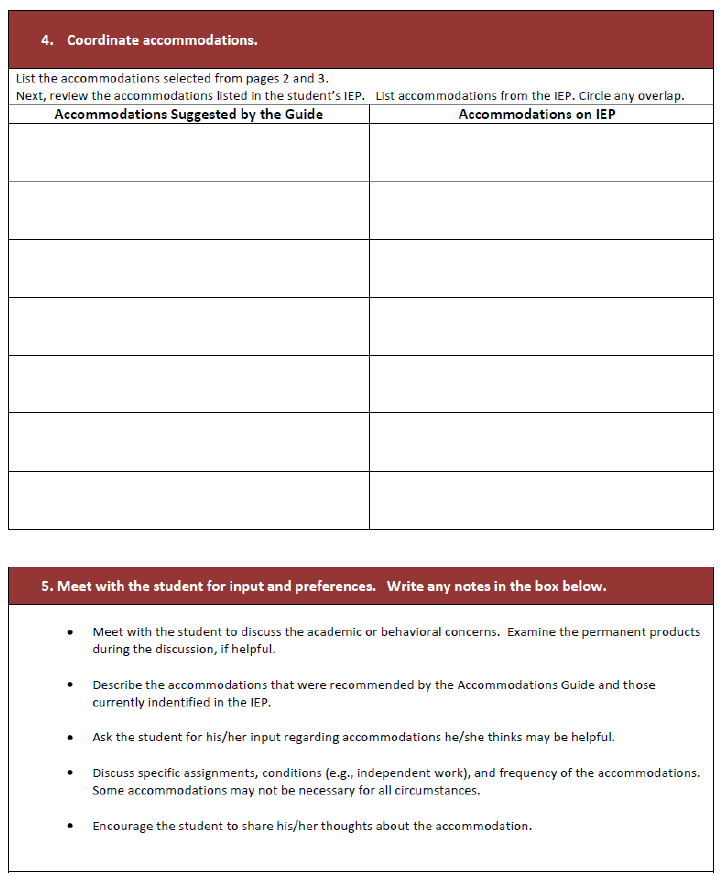 4. Coordinate accommodations.
List the accommodations selected from pages 2 and 3.
Next, review the accommodations listed in the student's IEP. List accommodations from the IEP. Circle any overlap.
Accommodations Suggested by the Guide Accommodations on IEP
5. Meet with the student for input and preferences. Write any notes in the box below.
• Meet with the student to discuss the academic or behavioral concerns. Examine the permanent products
during the discussion, if helpful.
• Describe the accommodations that were recommended by the Accommodations Guide and those
currently indentified in the IEP.
• Ask the student for his/her input regarding accommodations he/she thinks may be helpful.
• Discuss specific assignments, conditions (e.g., independent work), and frequency of the accommodations.
Some accommodations may not be necessary for all circumstances.
• Encourage the student to share his/her thoughts about the accommodation.